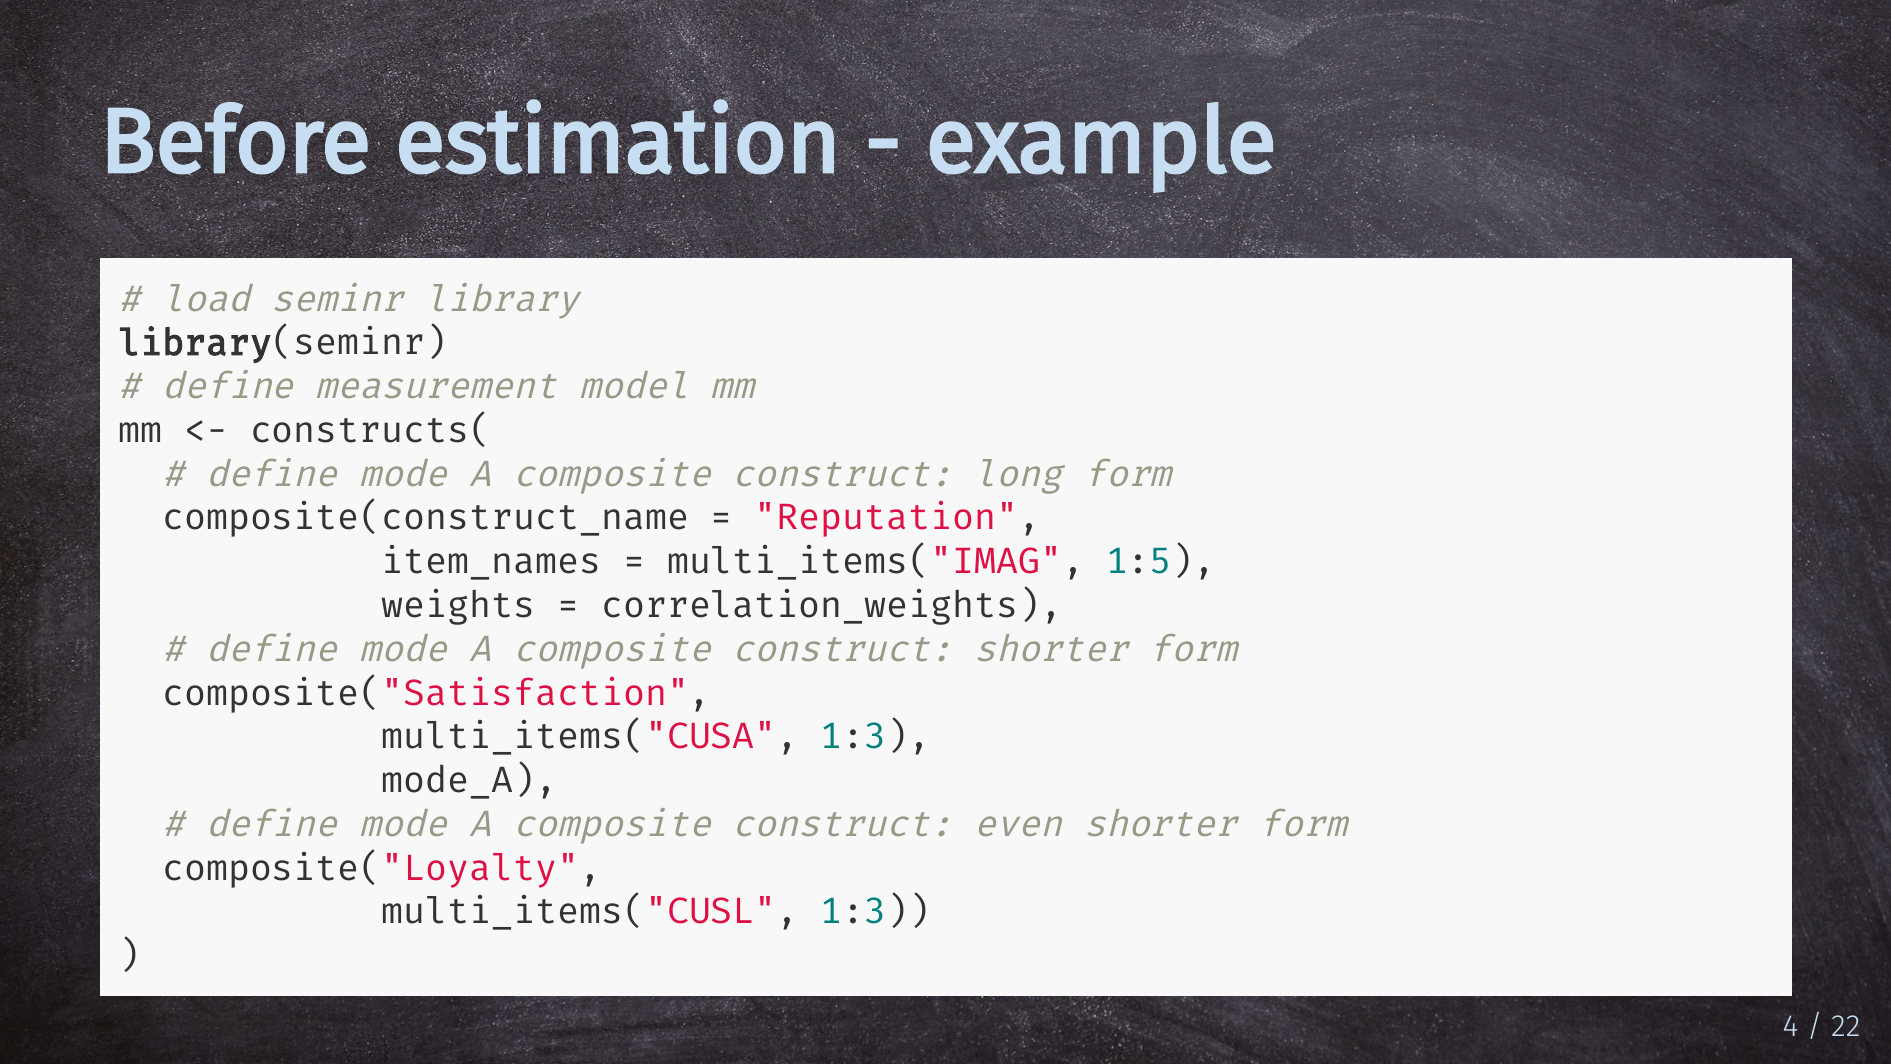 Before estimation - example
# load seminr library
library(seminr)
# define measurement model mm
mm <- constructs(
  # define mode A composite construct: long form
  composite(construct_name = "Reputation",
            item_names = multi_items("IMAG", 1:5),
            weights = correlation_weights),
  # define mode A composite construct: shorter form
  composite("Satisfaction",
            multi_items("CUSA", 1:3),
            mode_A),
  # define mode A composite construct: even shorter form
  composite("Loyalty",
            multi_items("CUSL", 1:3))
)
4 / 22